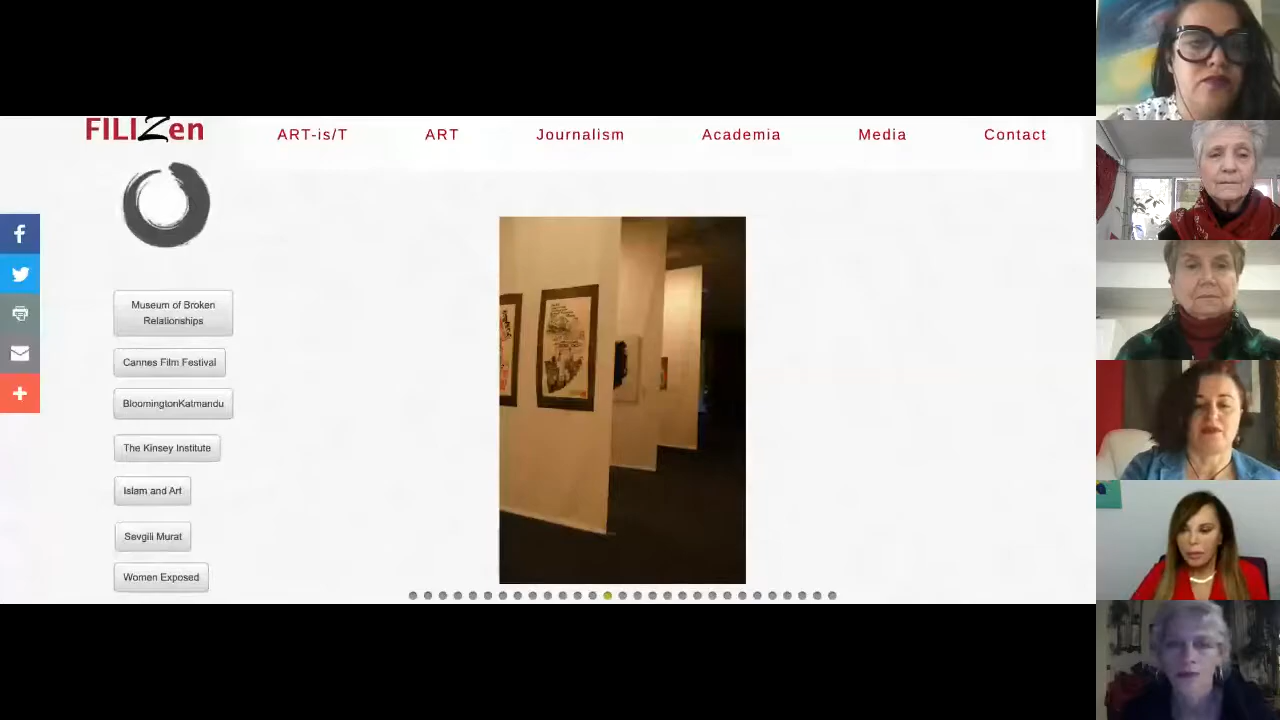 FILIZen
ART-is/T
ART
Journalism
Academia
Media
Contact
Museum of Broken
Relationships
Cannes Film Festival
BloomingtonKatmandu
The Kinsey Institute
Islam and Art
Sevgili Murat
Women Exposed